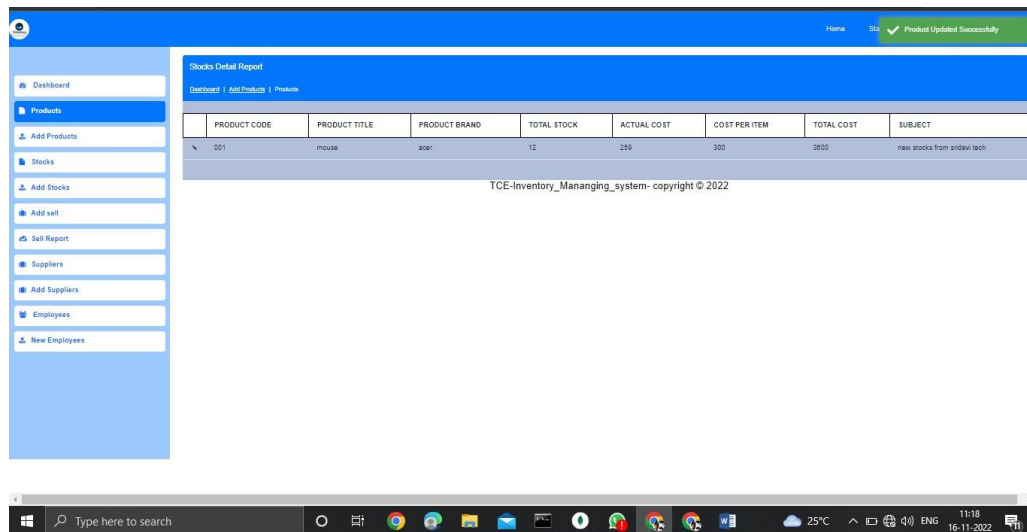 Home
Sta
Product Updated Successfully
Stocks Detail Report
Dashboard | Add Products | Products
Dashboard
Products
Add Products
Stocks
Add Stocks
Add sell
Sell Report
Suppliers
Add Suppliers
Employees
New Employees
PRODUCT CODE PRODUCT TITLE PRODUCT BRAND TOTAL STOCK ACTUAL COST COST PER ITEM TOTAL COST SUBJECT
001 mouse acer 12 259 300 3600 new stocks from sridevi tech
TCE-Inventory_Mananging_system- copyright © 2022
Type here to search
25°C
ENG
11:18
16-11-2022